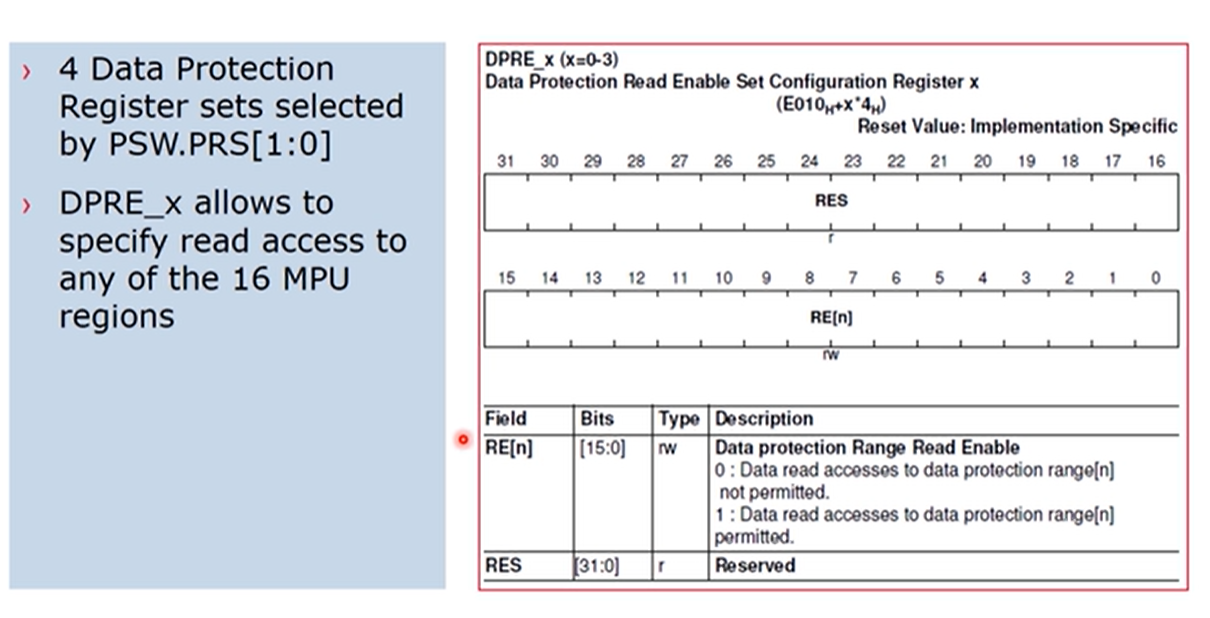 › 4 Data Protection
Register sets selected
by PSW.PRS[1:0]
› DPRE_x allows to
specify read access to
any of the 16 MPU
regions
DPRE_x (x=0-3)
Data Protection Read Enable Set Configuration Register x
(E010H+x*4H)
Reset Value: Implementation Specific
31 30 29 28 27 26 25 24 23 22 21 20 19 18 17 16
RES
r
15 14 13 12 11 10 9 8 7 6 5 4 3 2 1 0
RE[n]
rw
Field Bits Type Description
RE[n] [15:0] rw Data protection Range Read Enable
0 : Data read accesses to data protection range[n]
not permitted.
1 : Data read accesses to data protection range[n]
permitted.
RES [31:0] r Reserved